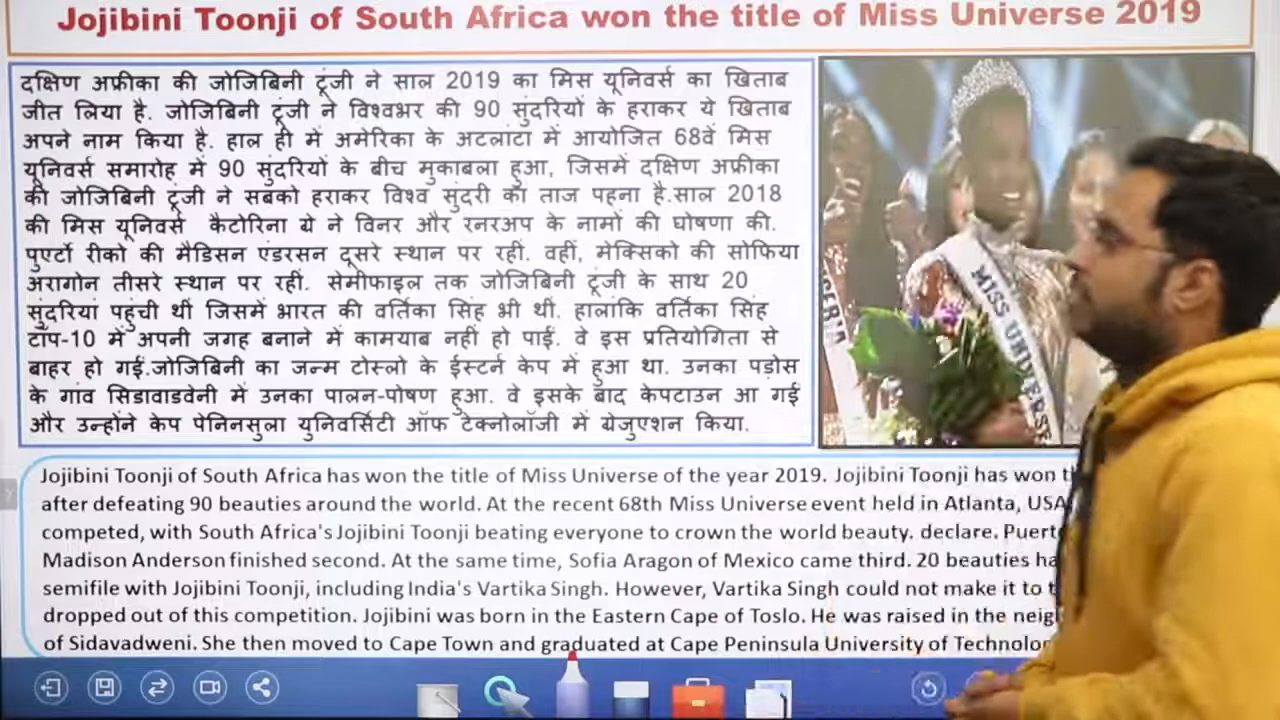 Jojibini Toonji of South Africa won the title of Miss Universe 2019
दक्षिण अफ्रीका की जोजिबिनी टूंजी ने साल 2019 का मिस यूनिवर्स का खिताब
जीत लिया है. जोजिबिनी टूंजी ने विश्वभर की 90 सुंदरियों के हराकर ये खिताब
अपने नाम किया है. हाल ही में अमेरिका के अटलांटा में आयोजित 68वें मिस
यूनिवर्स समारोह में 90 सुंदरियों के बीच मुकाबला हुआ, जिसमें दक्षिण अफ्रीका
की जोजिबिनी टूंजी ने सबको हराकर विश्व सुंदरी का ताज पहना है.साल 2018
की मिस यूनिवर्स कैटोरिना ग्रे ने विनर और रनरअप के नामों की घोषणा की.
पुएर्टो रीको की मैडिसन एंडरसन दूसरे स्थान पर रहीं. वहीं, मेक्सिको की सोफिया
अरागोन तीसरे स्थान पर रहीं. सेमीफाइल तक जोजिबिनी टूंजी के साथ 20
सुंदरियां पहुंची थीं जिसमें भारत की वर्तिका सिंह भी थीं. हालांकि वर्तिका सिंह
टॉप-10 में अपनी जगह बनाने में कामयाब नहीं हो पाईं. वे इस प्रतियोगिता से
बाहर हो गईं.जोजिबिनी का जन्म टोस्लो के ईस्टर्न केप में हुआ था. उनका पड़ोस
के गांव सिडावाडवेनी में उनका पालन-पोषण हुआ. वे इसके बाद केपटाउन आ गईं
और उन्होंने केप पेनिनसुला युनिवर्सिटी ऑफ टेक्नोलॉजी में ग्रेजुएशन किया.
MISS UNIVERSE
Jojibini Toonji of South Africa has won the title of Miss Universe of the year 2019. Jojibini Toonji has won
after defeating 90 beauties around the world. At the recent 68th Miss Universe event held in Atlanta, USA
competed, with South Africa's Jojibini Toonji beating everyone to crown the world beauty. declare.
Madison Anderson finished second. At the same time, Sofia Aragon of Mexico came third. 20 beauties
semifile with Jojibini Toonji, including India's Vartika Singh. However, Vartika Singh could not make it to
dropped out of this competition. Jojibini was born in the Eastern Cape of Toslo. He was raised in the
of Sidavadweni. She then moved to Cape Town and graduated at Cape Peninsula University of